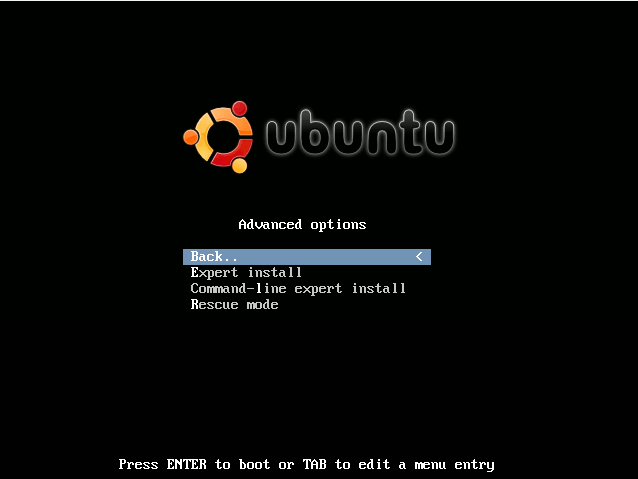 ubuntu
Advanced options
Back.. <
Expert install
Command-line expert install
Rescue mode
Press ENTER to boot or TAB to edit a menu entry